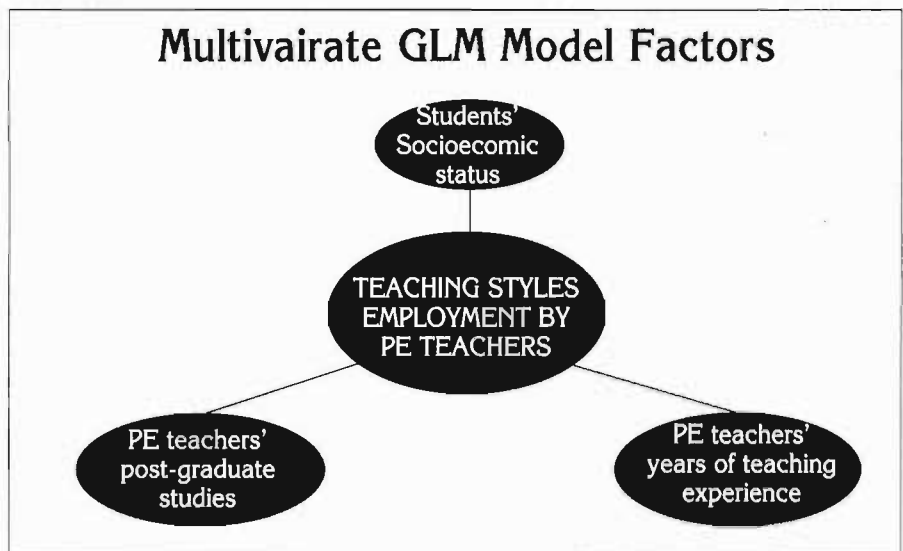 Multivairate GLM Model Factors
Students'
Socioecomic
status
TEACHING STYLES
EMPLOYMENT BY
PE TEACHERS
PE teachers'
post-graduate
studies
PE teachers'
years of teaching
experience